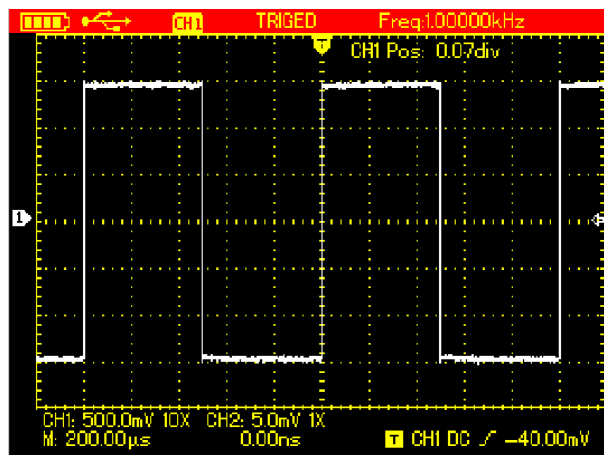 CH1 TRIGED Freq:1.00000kHz
T
CH1 Pos: 0.07div
1
CH1: 500.0mV 10X CH2: 5.0mV 1X
M: 200.00µs 0.00ns T CH1 DC -40.00mV